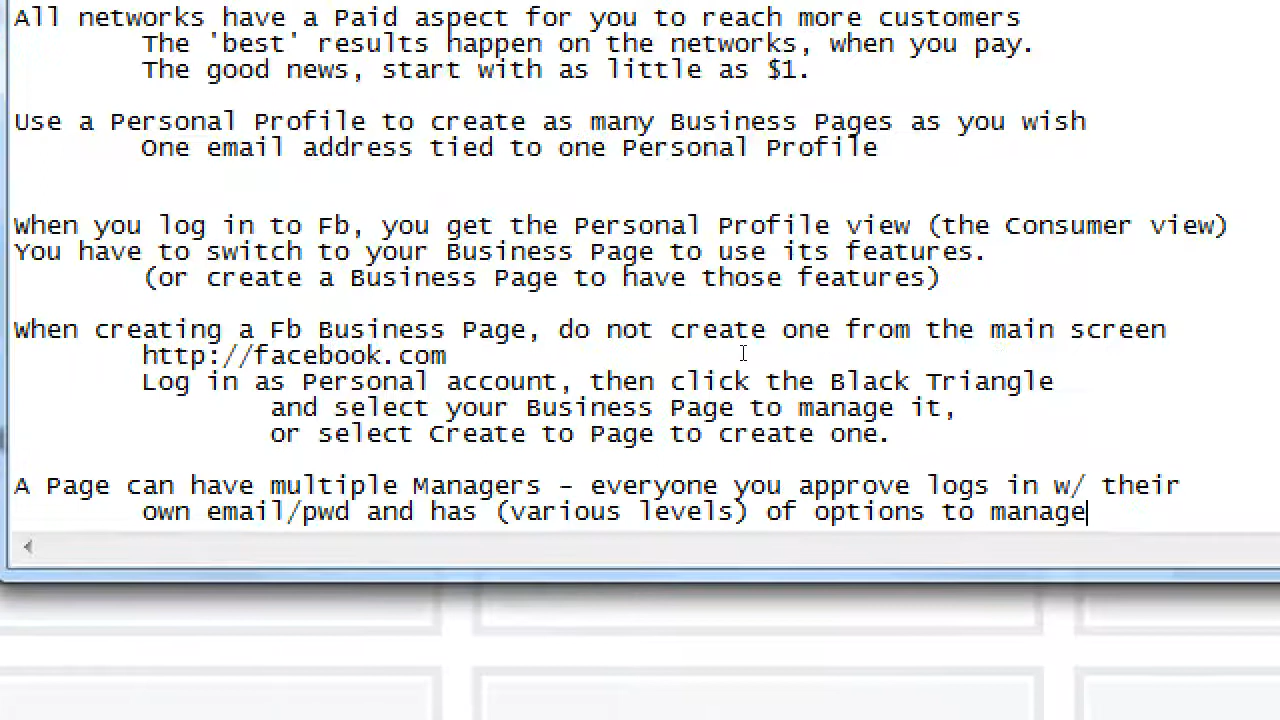 All networks have a Paid aspect for you to reach more customers
The 'best' results happen on the networks, when you pay.
The good news, start with as little as $1.
Use a Personal Profile to create as many Business Pages as you wish
One email address tied to one Personal Profile
When you log in to Fb, you get the Personal Profile view (the Consumer view)
You have to switch to your Business Page to use its features.
(or create a Business Page to have those features)
When creating a Fb Business Page, do not create one from the main screen
http://facebook.com
Log in as Personal account, then click the Black Triangle
and select your Business Page to manage it,
or select Create to Page to create one.
A Page can have multiple Managers – everyone you approve logs in w/ their
own email/pwd and has (various levels) of options to manage